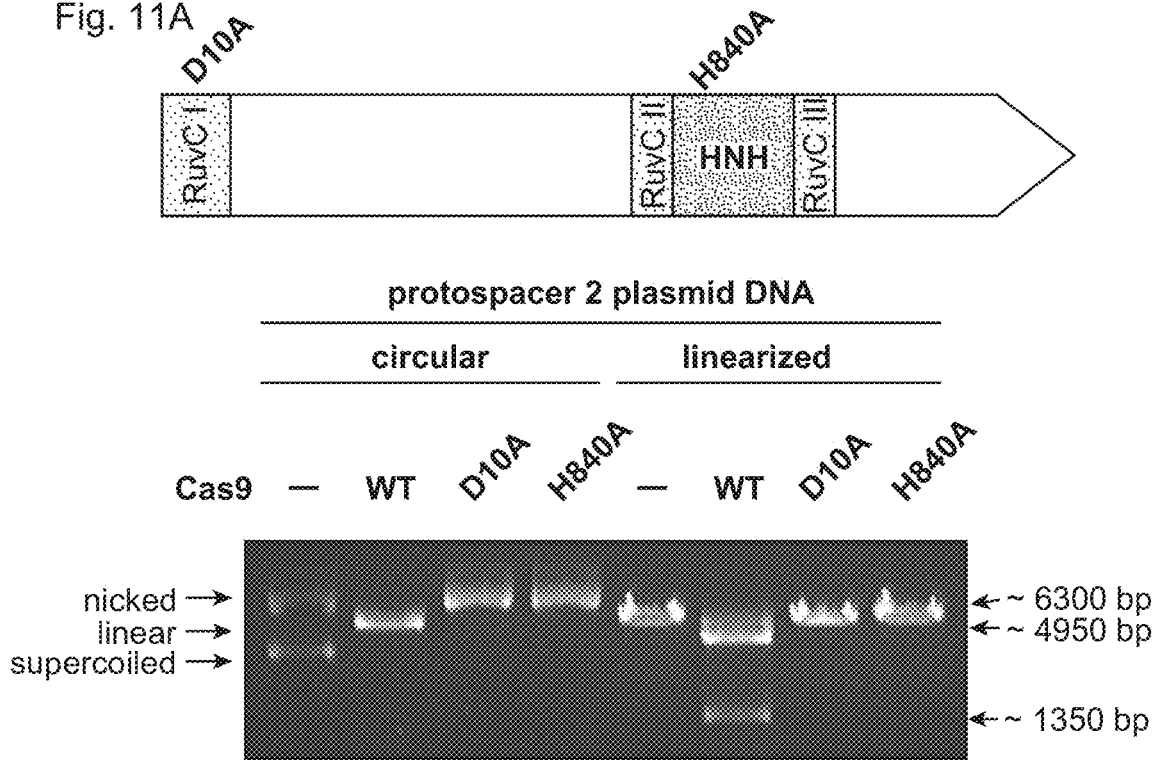 Fig. 11A
D10A H840A
RuvC I RuvC II HNH RuvC III
protospacer 2 plasmid DNA
circular linearized
Cas9 — WT D10A H840A — WT D10A H840A
nicked ~ 6300 bp
linear ~ 4950 bp
supercoiled
~ 1350 bp